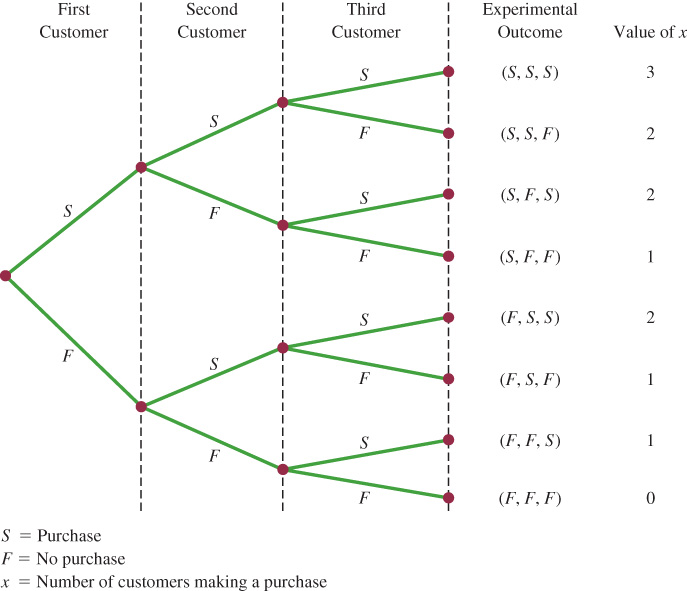 First Second Third Experimental
Customer Customer Customer Outcome Value of x
S (S, S, S) 3
S
F (S, S, F) 2
S
S (S, F, S) 2
F
F (S, F, F) 1
S (F, S, S) 2
F
S
F (F, S, F) 1
S (F, F, S) 1
F
F (F, F, F) 0
S = Purchase
F = No purchase
x = Number of customers making a purchase